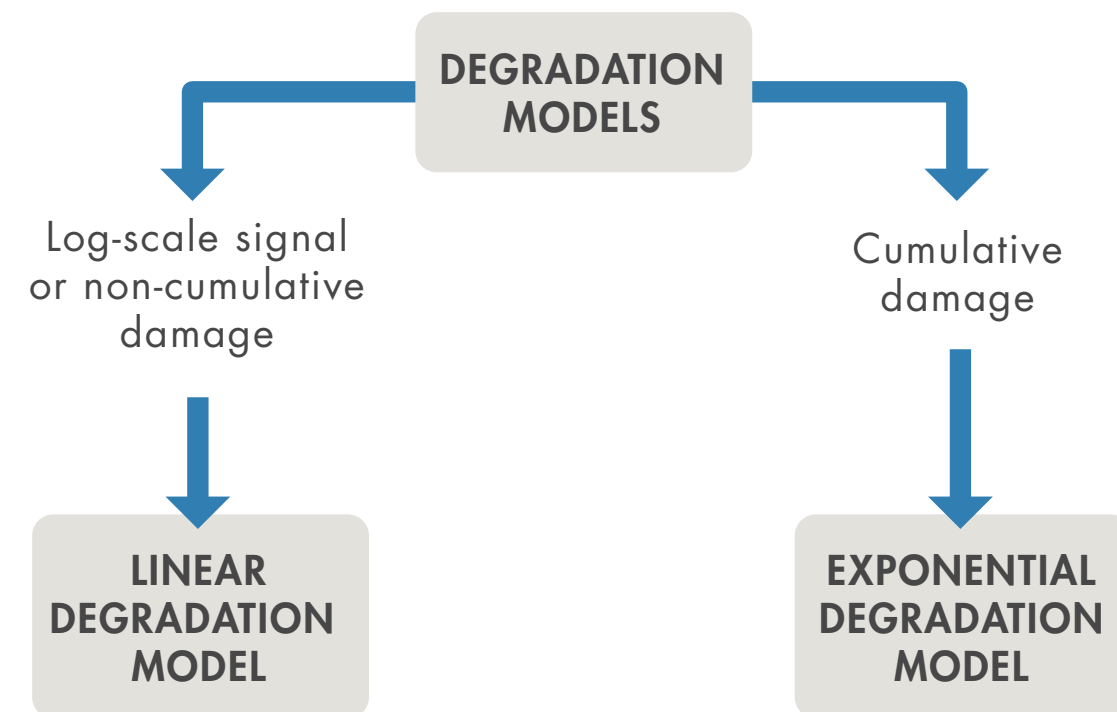 DEGRADATION
MODELS
Log-scale signal
or non-cumulative
damage
Cumulative
damage
LINEAR
DEGRADATION
MODEL
EXPONENTIAL
DEGRADATION
MODEL